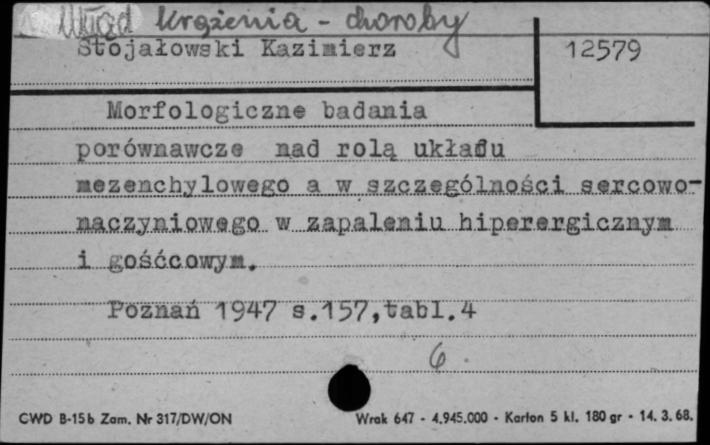 Układ krążenia - choroby
Stojałowski Kazimierz
12579
Morfologiczne badania
porównawcze nad rolą układu
mezenchylowego a w szczególności sercowo-
naczyniowego w zapaleniu hiperergicznym
i gośćcowym.
Poznań 1947 s.157,tabl.4
6
CWD B-15b Zam. Nr 317/DW/ON
Wrak 647 - 4.945.000 - Karton 5 kl. 180 gr - 14. 3. 68.